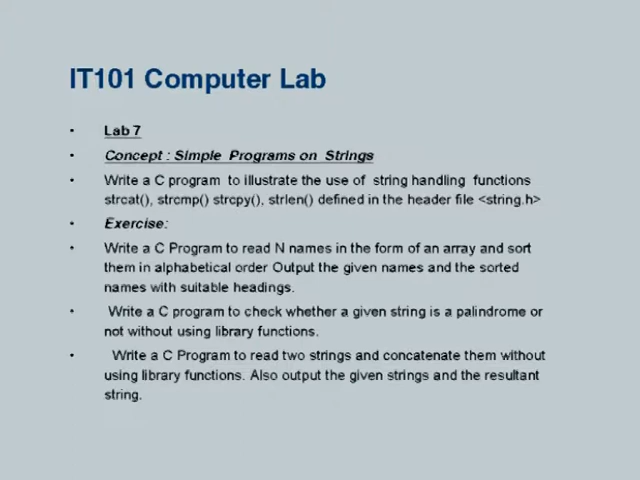 IT101 Computer Lab
• Lab 7
• Concept : Simple Programs on Strings
• Write a C program to illustrate the use of string handling functions
strcat(), strcmp() strcpy(), strlen() defined in the header file <string.h>
• Exercise:
• Write a C Program to read N names in the form of an array and sort
them in alphabetical order Output the given names and the sorted
names with suitable headings.
• Write a C program to check whether a given string is a palindrome or
not without using library functions.
• Write a C Program to read two strings and concatenate them without
using library functions. Also output the given strings and the resultant
string.